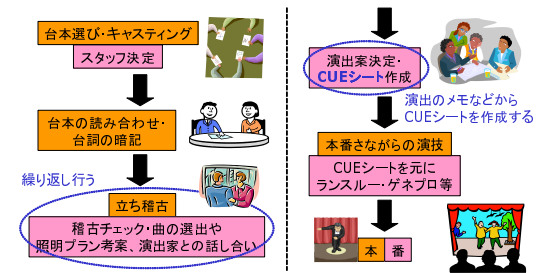 台本選び・キャスティング
スタッフ決定
台本の読み合わせ・
台詞の暗記
繰り返し行う
立ち稽古
稽古チェック・曲の選出や
照明プラン考案、演出家との話し合い
演出案決定・
CUEシート作成
演出のメモなどから
CUEシートを作成する
本番さながらの演技
CUEシートを元に
ランスルー・ゲネプロ等
本番